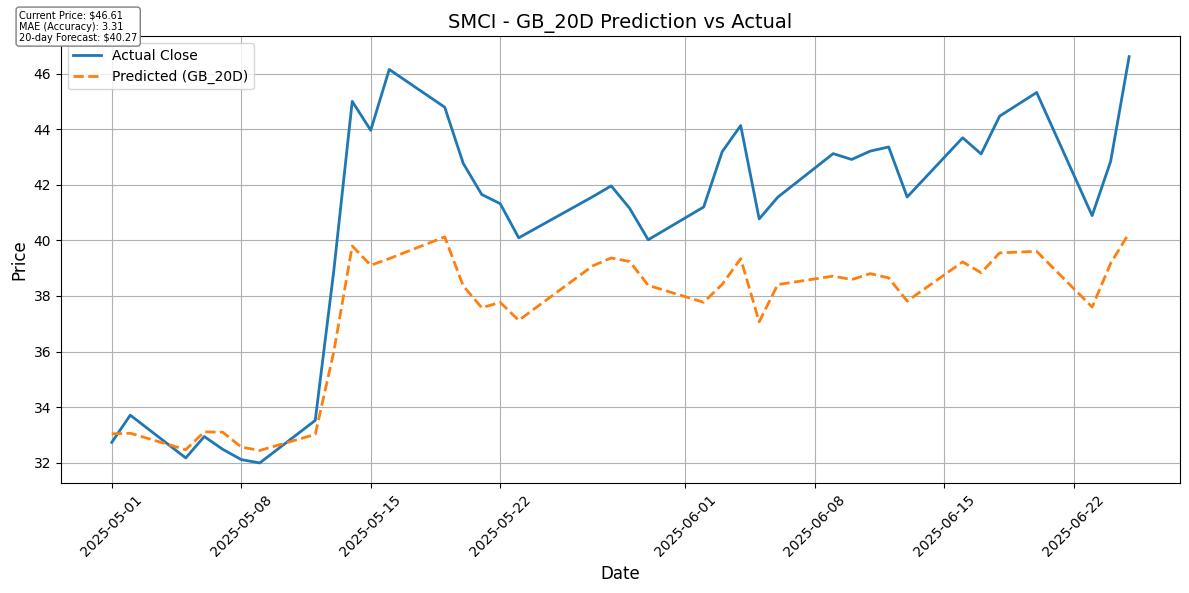 SMCI - GB_20D Prediction vs Actual
Current Price: $46.61
MAE (Accuracy): 3.31
20-day Forecast: $40.27
Actual Close
Predicted (GB_20D)
Price
46
44
42
40
38
36
34
32
2025-05-01
2025-05-08
2025-05-15
2025-05-22
2025-06-01
2025-06-08
2025-06-15
2025-06-22
Date